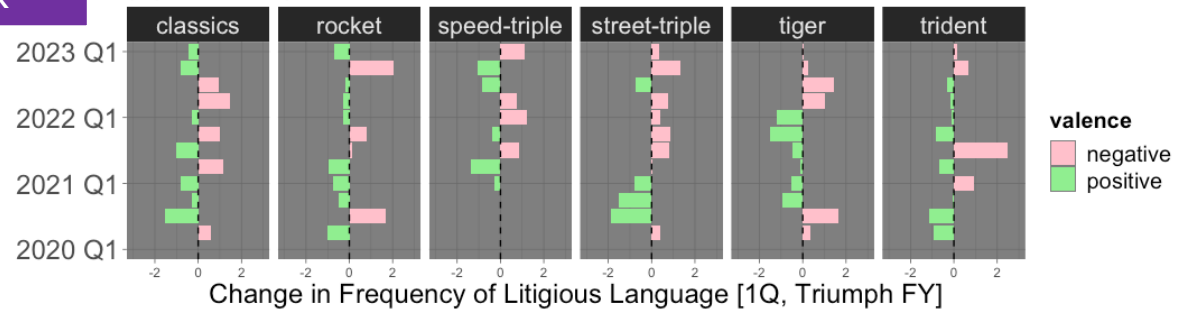 classics rocket speed-triple street-triple tiger trident
2023 Q1
2022 Q1
2021 Q1
2020 Q1
-2 0 2 -2 0 2 -2 0 2 -2 0 2 -2 0 2 -2 0 2
Change in Frequency of Litigious Language [1Q, Triumph FY]
valence
negative
positive